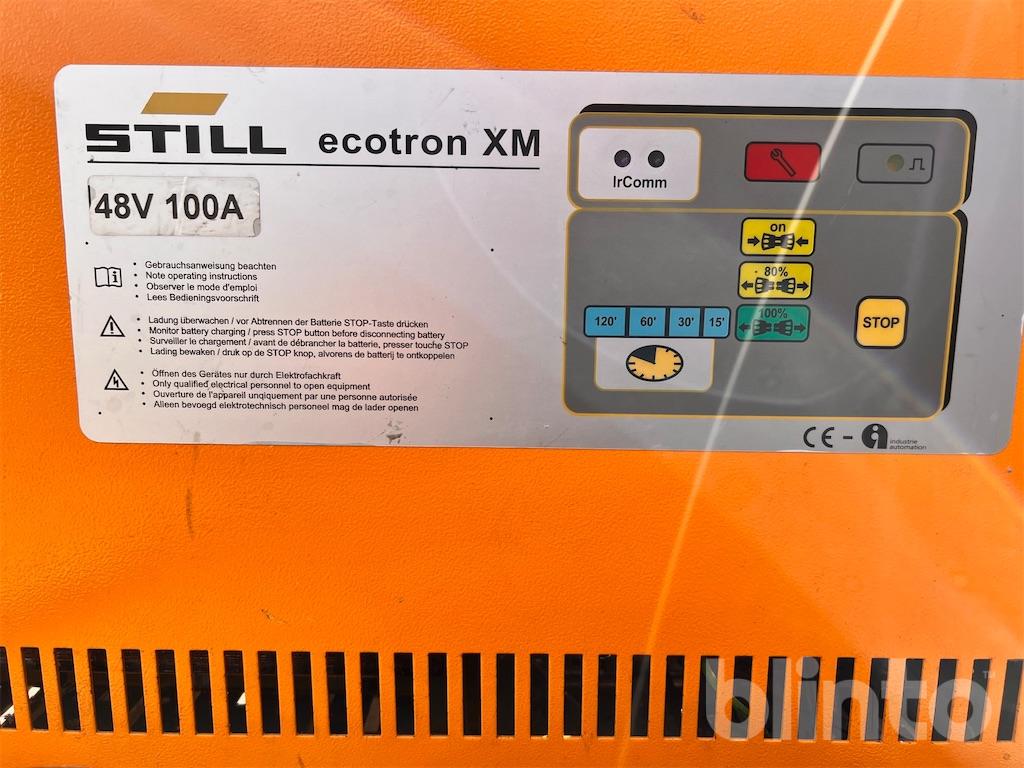 STILL ecotron XM
48V 100A
• Gebrauchsanweisung beachten
• Note operating instructions
• Observer le mode d'emploi
• Lees Bedieningsvoorschrift
• Ladung überwachen / vor Abtrennen der Batterie STOP-Taste drücken
• Monitor battery charging / press STOP button before disconnecting battery
• Surveiller le chargement / avant de débrancher la batterie, presser touche STOP
• Lading bewaken / druk op de STOP knop, alvorens de batterij te ontkoppelen
• Öffnen des Gerätes nur durch Elektrofachkraft
• Only qualified electrical personnel to open equipment
• Ouverture de l'appareil unqiquement par une personne autorisée
• Alleen bevoegd elektrotechnisch personeel mag de lader openen
IrComm
on
80%
100%
120' 60' 30' 15'
STOP
CE - industrie
automation
blinto™